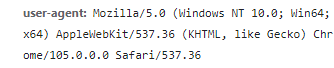 user-agent: Mozilla/5.0 (Windows NT 10.0; Win64;
x64) AppleWebKit/537.36 (KHTML, like Gecko) Chr
ome/105.0.0.0 Safari/537.36